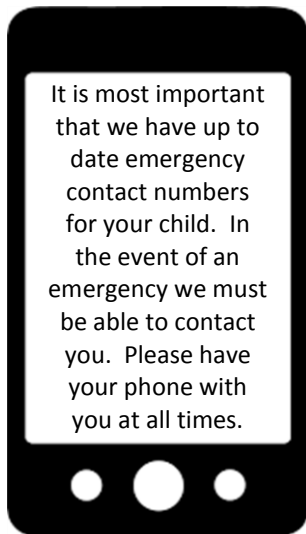 It is most important
that we have up to
date emergency
contact numbers
for your child.  In
the event of an
emergency we must
be able to contact
you.  Please have
your phone with
you at all times.